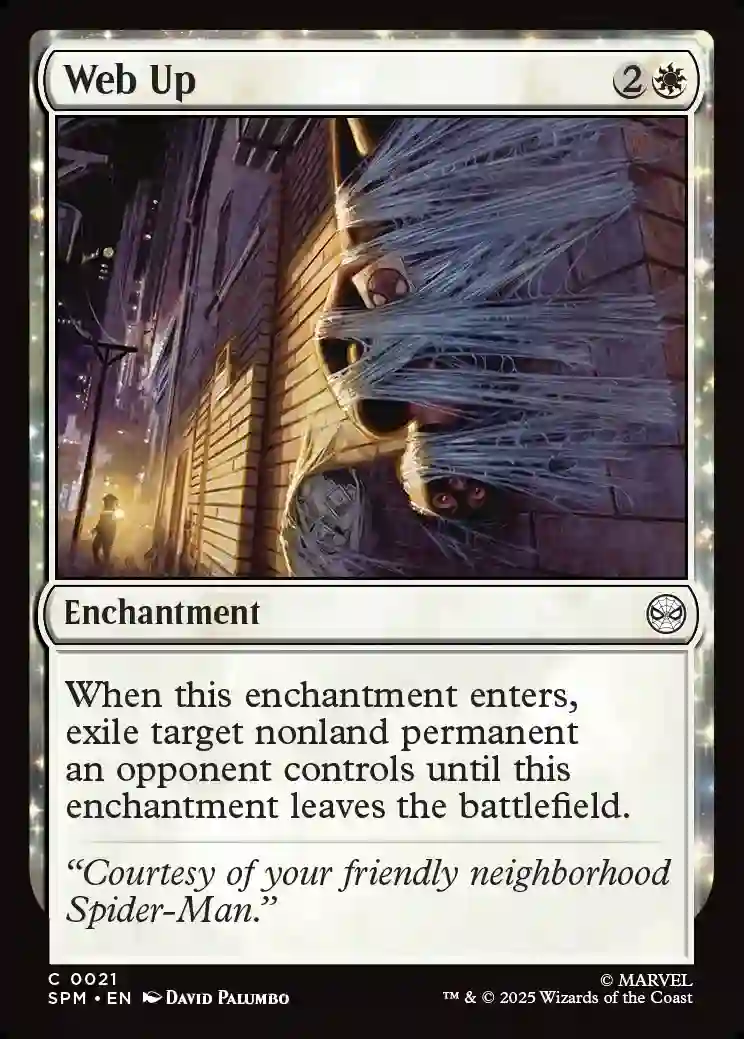 Web Up
2
Enchantment
When this enchantment enters,
exile target nonland permanent
an opponent controls until this
enchantment leaves the battlefield.
“Courtesy of your friendly neighborhood
Spider-Man.”
C 0021
SPM • EN David Palumbo
© MARVEL
™ & © 2025 Wizards of the Coast